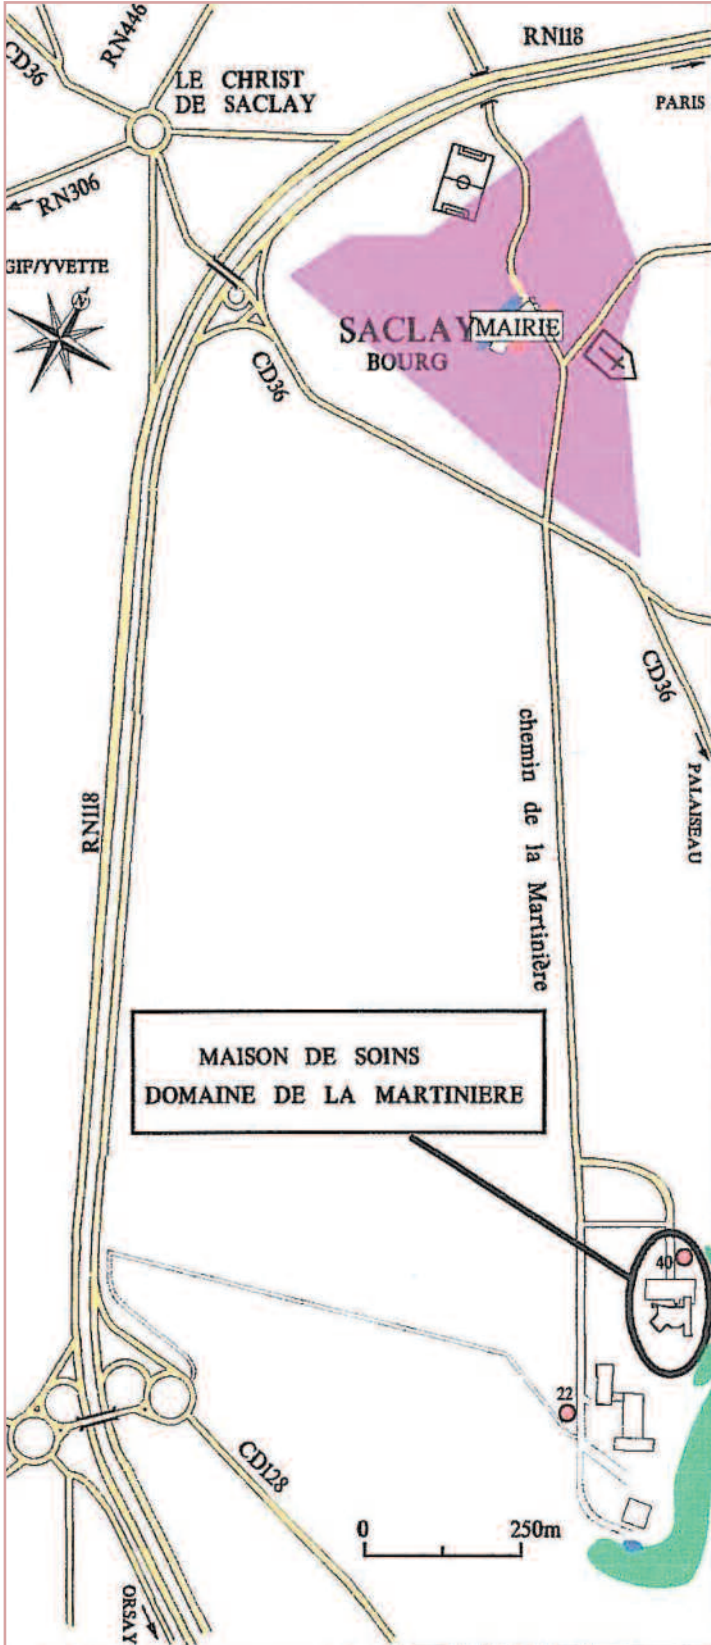 RN118
RN446
CD36
LE CHRIST
DE SACLAY
PARIS
RN306
GIF/YVETTE
N
SACLAY
MAIRIE
BOURG
CD36
CD36
PALAISEAU
chemin de la Martinière
RN118
MAISON DE SOINS
DOMAINE DE LA MARTINIERE
40
22
CD128
0
250m
ORSAY